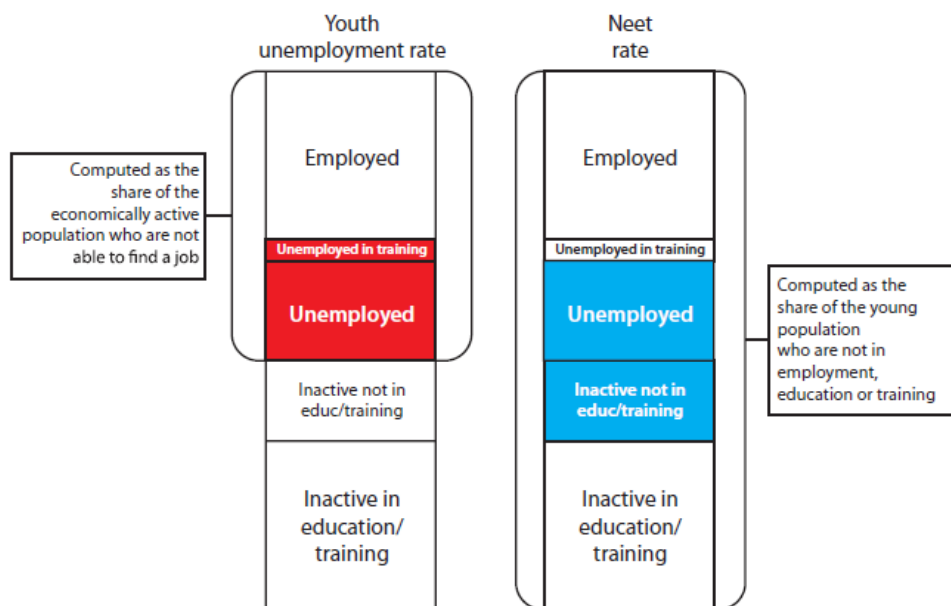 Youth
unemployment rate
Neet
rate
Computed as the
share of the
economically active
population who are not
able to find a job
Employed
Unemployed in training
Unemployed
Inactive not in
educ/training
Inactive in
education/
training
Employed
Unemployed in training
Unemployed
Inactive not in
educ/training
Inactive in
education/
training
Computed as the
share of the young
population
who are not in
employment,
education or training